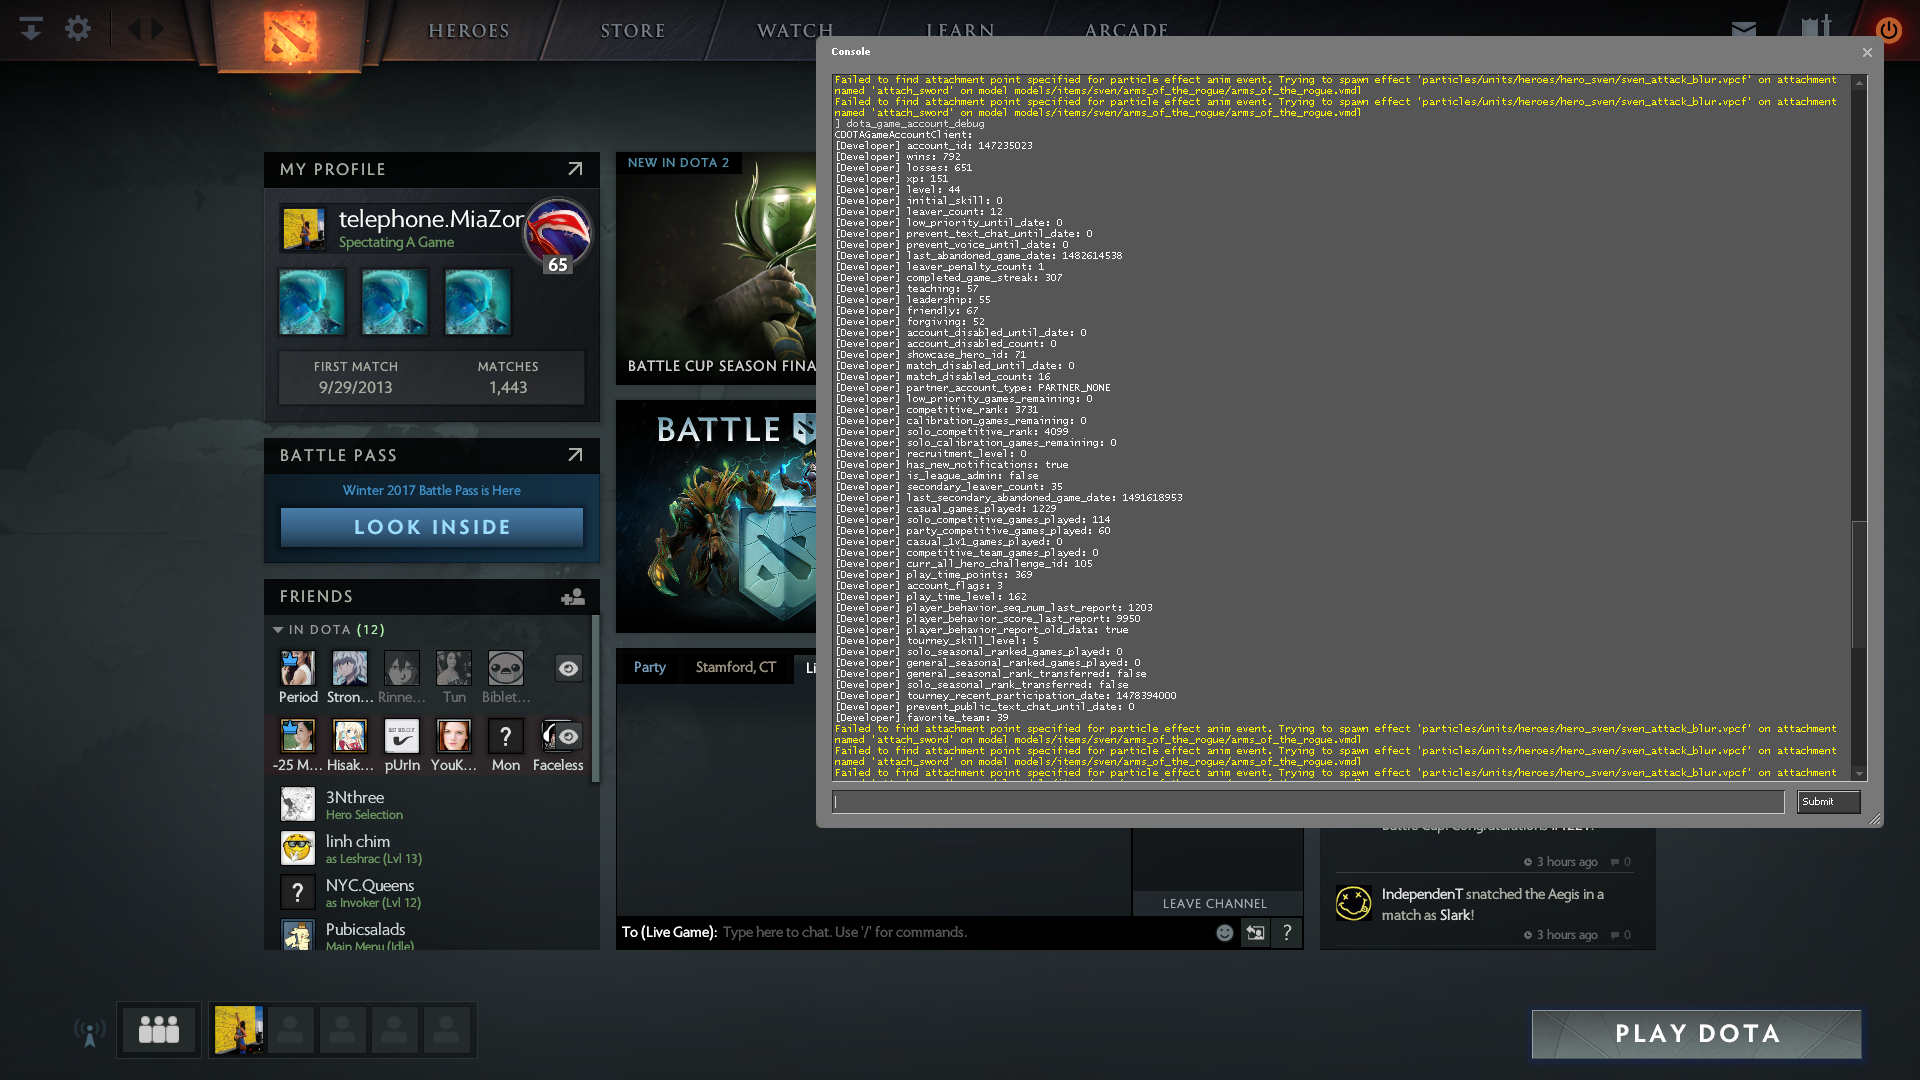 HEROES
STORE
WATCH
LEARN
ARCADE
MY PROFILE
telephone.MiaZor
Spectating A Game
65
FIRST MATCH
9/29/2013
MATCHES
1,443
BATTLE PASS
Winter 2017 Battle Pass is Here
LOOK INSIDE
FRIENDS
IN DOTA (12)
Period
Stron...
Rinne...
Tun
Biblet...
-25 M...
Hisak...
pUrIn
YouK...
Mon
Faceless
3Nthree
Hero Selection
linh chim
as Leshrac (Lvl 13)
NYC.Queens
as Invoker (Lvl 12)
Pubicsalads
Main Menu (Idle)
NEW IN DOTA 2
BATTLE CUP SEASON FINA
BATTLE
Party
Stamford, CT
Li
LEAVE CHANNEL
To (Live Game): Type here to chat. Use '/' for commands.
?
Console
Failed to find attachment point specified for particle effect anim event. Trying to spawn effect 'particles/units/heroes/hero_sven/sven_attack_blur.vpcf' on attachment
named 'attach_sword' on model models/items/sven/arms_of_the_rogue/arms_of_the_rogue.vmdl
Failed to find attachment point specified for particle effect anim event. Trying to spawn effect 'particles/units/heroes/hero_sven/sven_attack_blur.vpcf' on attachment
named 'attach_sword' on model models/items/sven/arms_of_the_rogue/arms_of_the_rogue.vmdl
] dota_game_account_debug
CDOTAGameAccountClient:
[Developer] account_id: 147235023
[Developer] wins: 792
[Developer] losses: 651
[Developer] xp: 151
[Developer] level: 44
[Developer] initial_skill: 0
[Developer] leaver_count: 12
[Developer] low_priority_until_date: 0
[Developer] prevent_text_chat_until_date: 0
[Developer] prevent_voice_until_date: 0
[Developer] last_abandoned_game_date: 1482614538
[Developer] leaver_penalty_count: 1
[Developer] completed_game_streak: 307
[Developer] teaching: 57
[Developer] leadership: 55
[Developer] friendly: 67
[Developer] forgiving: 52
[Developer] account_disabled_until_date: 0
[Developer] account_disabled_count: 0
[Developer] showcase_hero_id: 71
[Developer] match_disabled_until_date: 0
[Developer] match_disabled_count: 16
[Developer] partner_account_type: PARTNER_NONE
[Developer] low_priority_games_remaining: 0
[Developer] competitive_rank: 3731
[Developer] calibration_games_remaining: 0
[Developer] solo_competitive_rank: 4099
[Developer] solo_calibration_games_remaining: 0
[Developer] recruitment_level: 0
[Developer] has_new_notifications: true
[Developer] is_league_admin: false
[Developer] secondary_leaver_count: 35
[Developer] last_secondary_abandoned_game_date: 1491618953
[Developer] casual_games_played: 1229
[Developer] solo_competitive_games_played: 114
[Developer] party_competitive_games_played: 60
[Developer] casual_1v1_games_played: 0
[Developer] competitive_team_games_played: 0
[Developer] curr_all_hero_challenge_id: 105
[Developer] play_time_points: 369
[Developer] account_flags: 3
[Developer] play_time_level: 162
[Developer] player_behavior_seq_num_last_report: 1203
[Developer] player_behavior_score_last_report: 9950
[Developer] player_behavior_report_old_data: true
[Developer] tourney_skill_level: 5
[Developer] solo_seasonal_ranked_games_played: 0
[Developer] general_seasonal_ranked_games_played: 0
[Developer] general_seasonal_rank_transferred: false
[Developer] solo_seasonal_rank_transferred: false
[Developer] tourney_recent_participation_date: 1478394000
[Developer] prevent_public_text_chat_until_date: 0
[Developer] favorite_team: 39
Failed to find attachment point specified for particle effect anim event. Trying to spawn effect 'particles/units/heroes/hero_sven/sven_attack_blur.vpcf' on attachment
named 'attach_sword' on model models/items/sven/arms_of_the_rogue/arms_of_the_rogue.vmdl
Failed to find attachment point specified for particle effect anim event. Trying to spawn effect 'particles/units/heroes/hero_sven/sven_attack_blur.vpcf' on attachment
named 'attach_sword' on model models/items/sven/arms_of_the_rogue/arms_of_the_rogue.vmdl
Failed to find attachment point specified for particle effect anim event. Trying to spawn effect 'particles/units/heroes/hero_sven/sven_attack_blur.vpcf' on attachment
Submit
Battle Cup! Congratulations
3 hours ago 0
IndependenT snatched the Aegis in a
match as Slark!
3 hours ago 0
PLAY DOTA